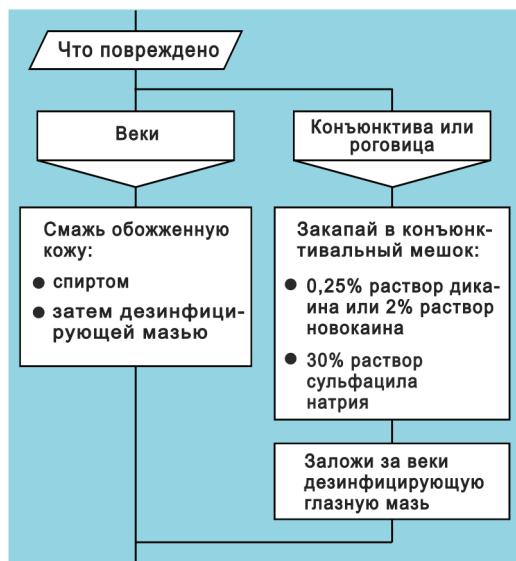 Что повреждено
Веки
Конъюнктива или
роговица
Смажь обожженную
кожу:
● спиртом
● затем дезинфици-
рующей мазью
Закапай в конъюнк-
тивальный мешок:
● 0,25% раствор дика-
ина или 2% раствор
новокаина
● 30% раствор
сульфацила
натрия
Заложи за веки
дезинфицирующую
глазную мазь